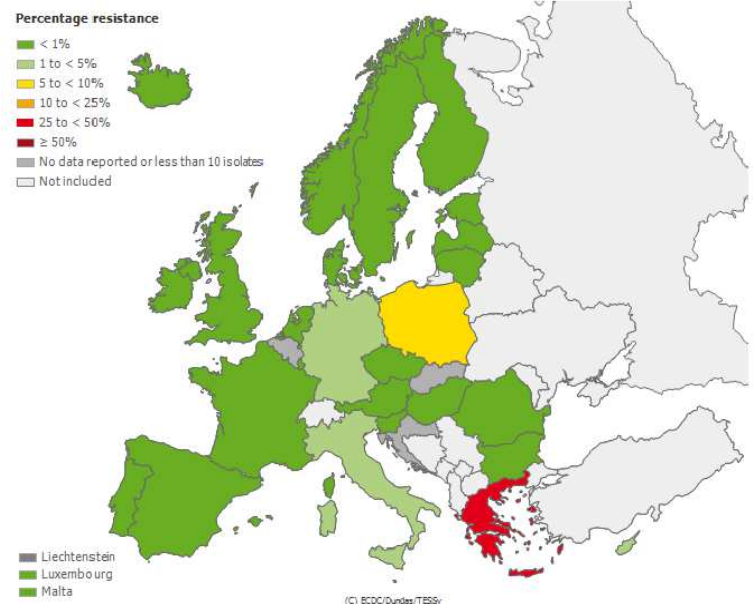 Percentage resistance
< 1%
1 to < 5%
5 to < 10%
10 to < 25%
25 to < 50%
≥ 50%
No data reported or less than 10 isolates
Not included
Liechtenstein
Luxembourg
Malta
(C) ECDC/Dundas/TESSy